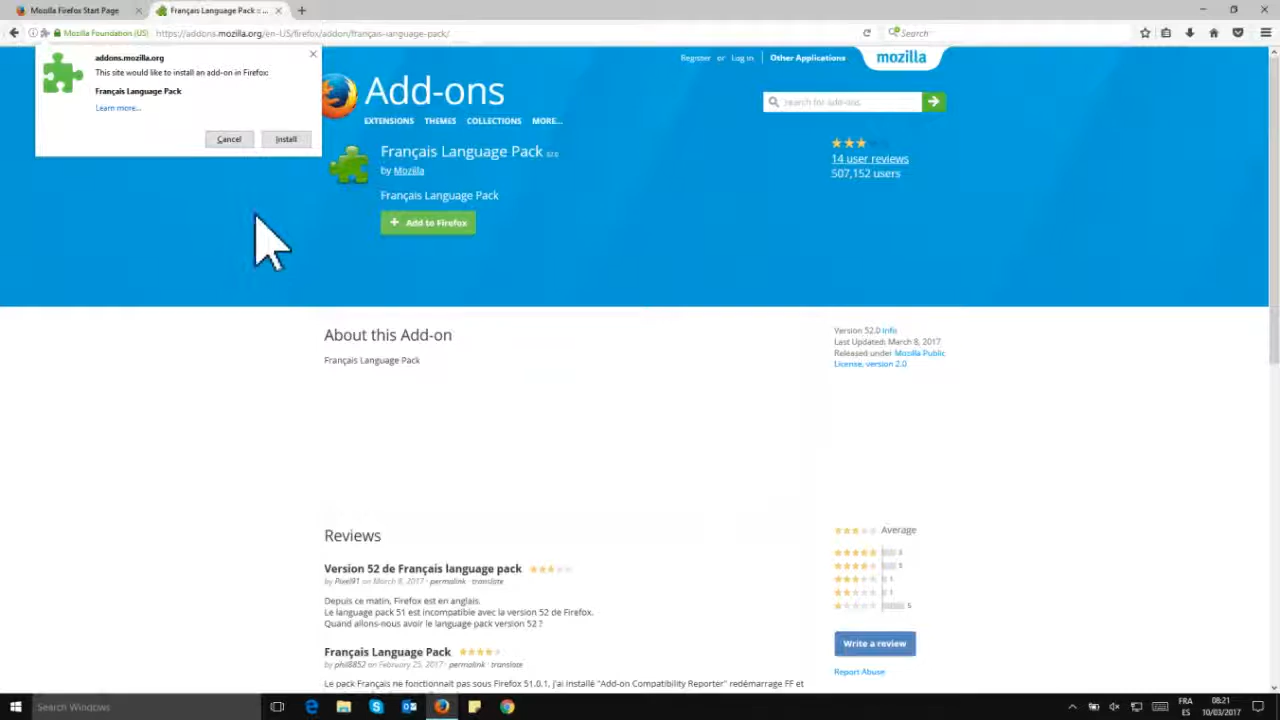 Mozilla Firefox Start Page
Français Language Pack :: ...
Mozilla Foundation (US)
https://addons.mozilla.org/en-US/firefox/addon/français-language-pack/
Search
addons.mozilla.org
This site would like to install an add-on in Firefox:
Français Language Pack
Learn more...
Cancel
Install
Register or Log in
Other Applications
mozilla
Add-ons
EXTENSIONS THEMES COLLECTIONS MORE...
search for add-ons
Français Language Pack 52.0
by Mozilla
Français Language Pack
+ Add to Firefox
14 user reviews
507,152 users
About this Add-on
Français Language Pack
Version 52.0 Info
Last Updated: March 8, 2017
Released under Mozilla Public
License, version 2.0
Reviews
Version 52 de Français language pack
by Pixel91 on March 8, 2017 · permalink · translate
Depuis ce matin, Firefox est en anglais.
Le language pack 51 est incompatible avec la version 52 de Firefox.
Quand allons-nous avoir le language pack version 52 ?
Français Language Pack
by phil8852 on February 25, 2017 · permalink · translate
Le pack Français ne fonctionnait pas sous Firefox 51.0.1, j'ai installé "Add-on Compatibility Reporter" redémarrage FF et
Average
1
1
5
Write a review
Report Abuse
Search Windows
FRA
ES
08:21
10/03/2017